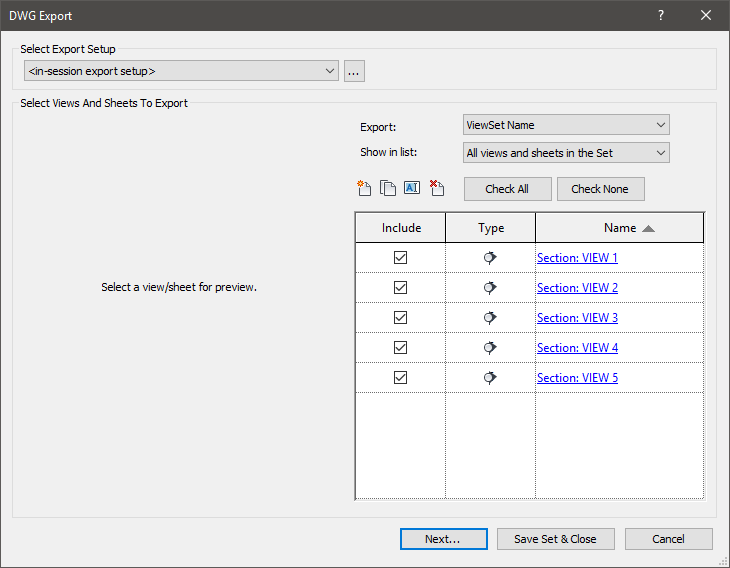 DWG Export
?
Select Export Setup
<in-session export setup>
...
Select Views And Sheets To Export
Export: ViewSet Name
Show in list: All views and sheets in the Set
AI Check All Check None
Include Type Name
Section: VIEW 1
Section: VIEW 2
Select a view/sheet for preview.
Section: VIEW 3
Section: VIEW 4
Section: VIEW 5
Next... Save Set & Close Cancel